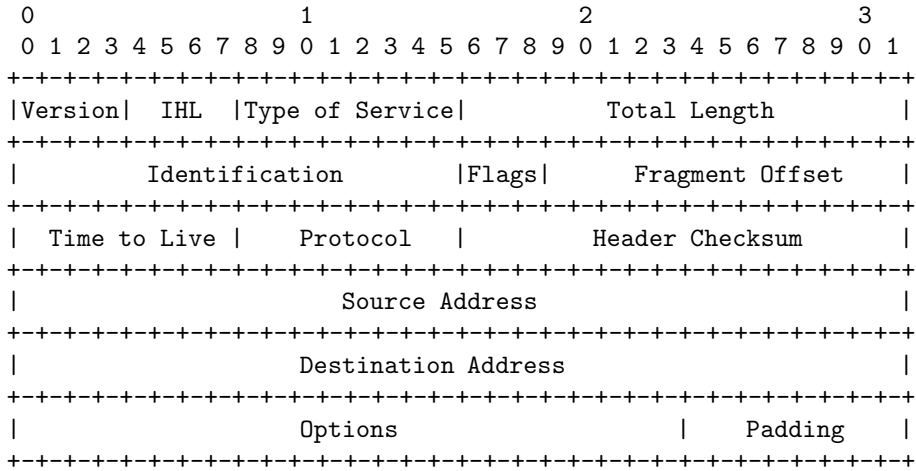 0                   1                   2                   3
 0 1 2 3 4 5 6 7 8 9 0 1 2 3 4 5 6 7 8 9 0 1 2 3 4 5 6 7 8 9 0 1
+-+-+-+-+-+-+-+-+-+-+-+-+-+-+-+-+-+-+-+-+-+-+-+-+-+-+-+-+-+-+-+-+
|Version|  IHL  |Type of Service|          Total Length         |
+-+-+-+-+-+-+-+-+-+-+-+-+-+-+-+-+-+-+-+-+-+-+-+-+-+-+-+-+-+-+-+-+
|         Identification        |Flags|      Fragment Offset    |
+-+-+-+-+-+-+-+-+-+-+-+-+-+-+-+-+-+-+-+-+-+-+-+-+-+-+-+-+-+-+-+-+
|  Time to Live |    Protocol   |         Header Checksum       |
+-+-+-+-+-+-+-+-+-+-+-+-+-+-+-+-+-+-+-+-+-+-+-+-+-+-+-+-+-+-+-+-+
|                       Source Address                          |
+-+-+-+-+-+-+-+-+-+-+-+-+-+-+-+-+-+-+-+-+-+-+-+-+-+-+-+-+-+-+-+-+
|                    Destination Address                        |
+-+-+-+-+-+-+-+-+-+-+-+-+-+-+-+-+-+-+-+-+-+-+-+-+-+-+-+-+-+-+-+-+
|                    Options                    |    Padding    |
+-+-+-+-+-+-+-+-+-+-+-+-+-+-+-+-+-+-+-+-+-+-+-+-+-+-+-+-+-+-+-+-+